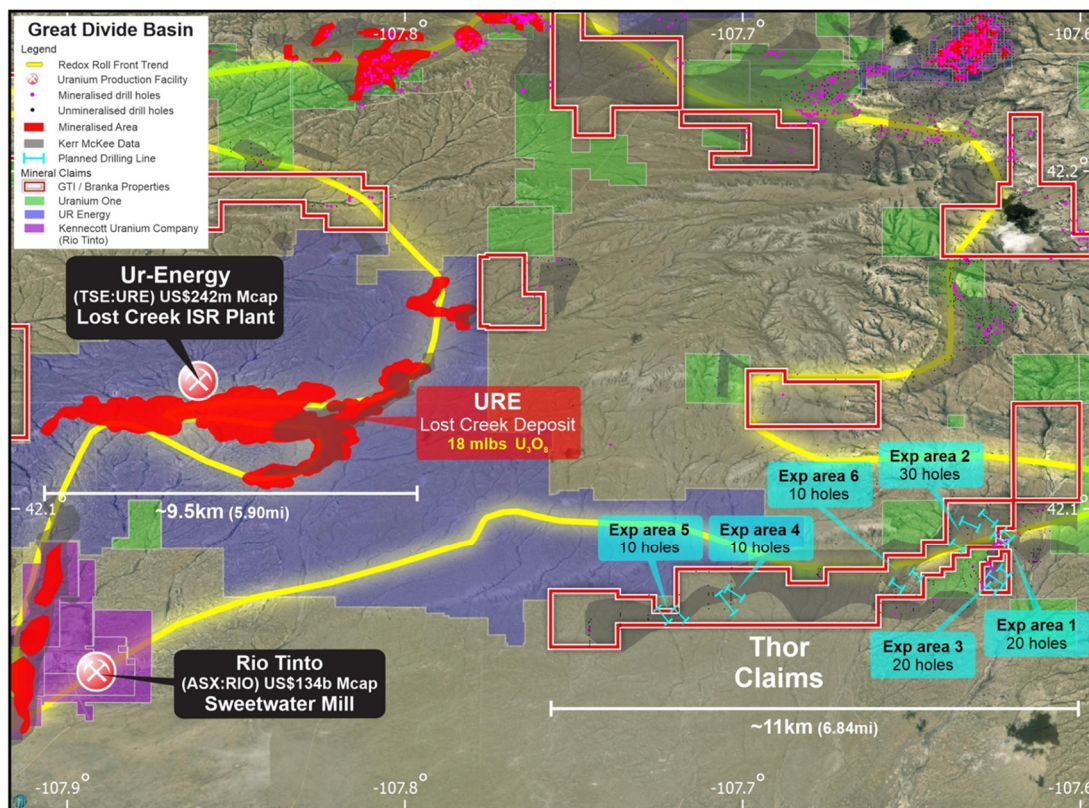 Great Divide Basin
Legend
Redox Roll Front Trend
Uranium Production Facility
Mineralised drill holes
Unmineralised drill holes
Mineralised Area
Kerr McKee Data
Planned Drilling Line
Mineral Claims
GTI / Branka Properties
Uranium One
UR Energy
Kennecott Uranium Company
(Rio Tinto)
-107.8°
-107.7°
-107.6
42.2°
Ur-Energy
(TSE:URE) US$242m Mcap
Lost Creek ISR Plant
URE
Lost Creek Deposit
18 mlbs U₃O₈
~9.5km (5.90mi)
42.1°
42.1°
Exp area 2
30 holes
Exp area 6
10 holes
Exp area 5
10 holes
Exp area 4
10 holes
Exp area 1
20 holes
Exp area 3
20 holes
Thor
Claims
Rio Tinto
(ASX:RIO) US$134b Mcap
Sweetwater Mill
~11km (6.84mi)
-107.9°
-107.8°
-107.7°
-107.6